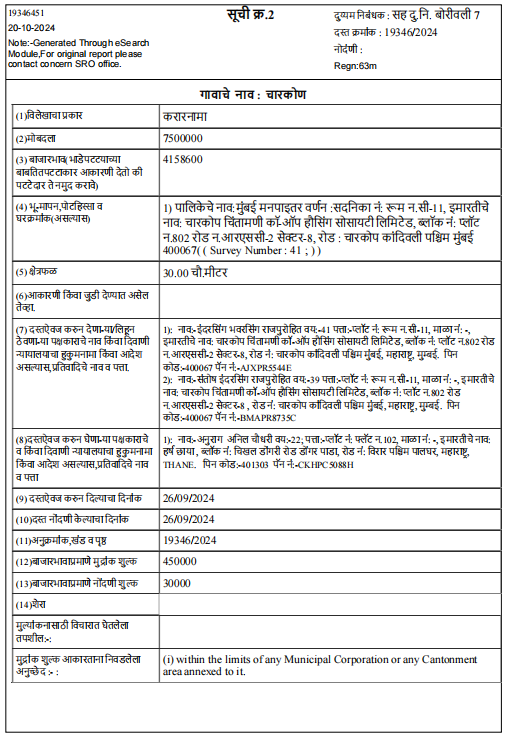 19346451
20-10-2024
Note:-Generated Through eSearch
Module,For original report please
contact concern SRO office.
सूची क्र.2
दुय्यम निबंधक : सह दु.नि. बोरीवली 7
दस्त क्रमांक : 19346/2024
नोदंणी :
Regn:63m
गावाचे नाव : चारकोण
(1)विलेखाचा प्रकार
करारनामा
(2)मोबदला
7500000
(3) बाजारभाव(भाडेपटटयाच्या
बाबतितपटटाकार आकारणी देतो की
पटटेदार ते नमुद करावे)
4158600
(4) भू-मापन,पोटहिस्सा व
घरक्रमांक(असल्यास)
1) पालिकेचे नाव:मुंबई मनपाइतर वर्णन :सदनिका नं: रूम न.सी-11, इमारतीचे
नाव: चारकोप चिंतामणी कॉ-ऑप हौसिंग सोसायटी लिमिटेड, ब्लॉक नं: प्लॉट
न.802 रोड न.आरएससी-2 सेक्टर-8, रोड : चारकोप कांदिवली पश्चिम मुंबई
400067( ( Survey Number : 41 ; ) )
(5) क्षेत्रफळ
30.00 चौ.मीटर
(6)आकारणी किंवा जुडी देण्यात असेल
तेव्हा.
(7) दस्तऐवज करुन देणा-या/लिहून
ठेवणा-या पक्षकाराचे नाव किंवा दिवाणी
न्यायालयाचा हुकुमनामा किंवा आदेश
असल्यास,प्रतिवादिचे नाव व पत्ता.
1): नाव:-इंदरसिंग भवरसिंग राजपुरोहित वय:-41 पत्ता:-प्लॉट नं: रूम न.सी-11, माळा नं: -,
इमारतीचे नाव: चारकोप चिंतामणी कॉ-ऑप हौसिंग सोसायटी लिमिटेड, ब्लॉक नं: प्लॉट न.802 रोड
न.आरएससी-2 सेक्टर-8, रोड नं: चारकोप कांदिवली पश्चिम मुंबई, महाराष्ट्र, मुम्बई. पिन
कोड:-400067 पॅन नं:-AJXPR5544E
2): नाव:-संतोष इंदरसिंग राजपुरोहित वय:-39 पत्ता:-प्लॉट नं: रूम न.सी-11, माळा नं: -, इमारतीचे
नाव: चारकोप चिंतामणी कॉ-ऑप हौसिंग सोसायटी लिमिटेड, ब्लॉक नं: प्लॉट न.802 रोड
न.आरएससी-2 सेक्टर-8 , रोड नं: चारकोप कांदिवली पश्चिम मुंबई, महाराष्ट्र, मुम्बई. पिन
कोड:-400067 पॅन नं:-BMAPR8735C
(8)दस्तऐवज करुन घेणा-या पक्षकाराचे
व किंवा दिवाणी न्यायालयाचा हुकुमनामा
किंवा आदेश असल्यास,प्रतिवादिचे नाव
व पत्ता
1): नाव:-अनुराग अनिल चौधरी वय:-22; पत्ता:-प्लॉट नं: फ्लॅट न.102, माळा नं: -, इमारतीचे नाव:
हर्ष छाया , ब्लॉक नं: चिखल डोंगरी रोड डोंगर पाडा, रोड नं: विरार पश्चिम पालघर, महाराष्ट्र,
THANE. पिन कोड:-401303 पॅन नं:-CKHPC5088H
(9) दस्तऐवज करुन दिल्याचा दिनांक
26/09/2024
(10)दस्त नोंदणी केल्याचा दिनांक
26/09/2024
(11)अनुक्रमांक,खंड व पृष्ठ
19346/2024
(12)बाजारभावाप्रमाणे मुद्रांक शुल्क
450000
(13)बाजारभावाप्रमाणे नोंदणी शुल्क
30000
(14)शेरा
मुल्यांकनासाठी विचारात घेतलेला
तपशील:-:
मुद्रांक शुल्क आकारताना निवडलेला
अनुच्छेद :- :
(i) within the limits of any Municipal Corporation or any Cantonment
area annexed to it.